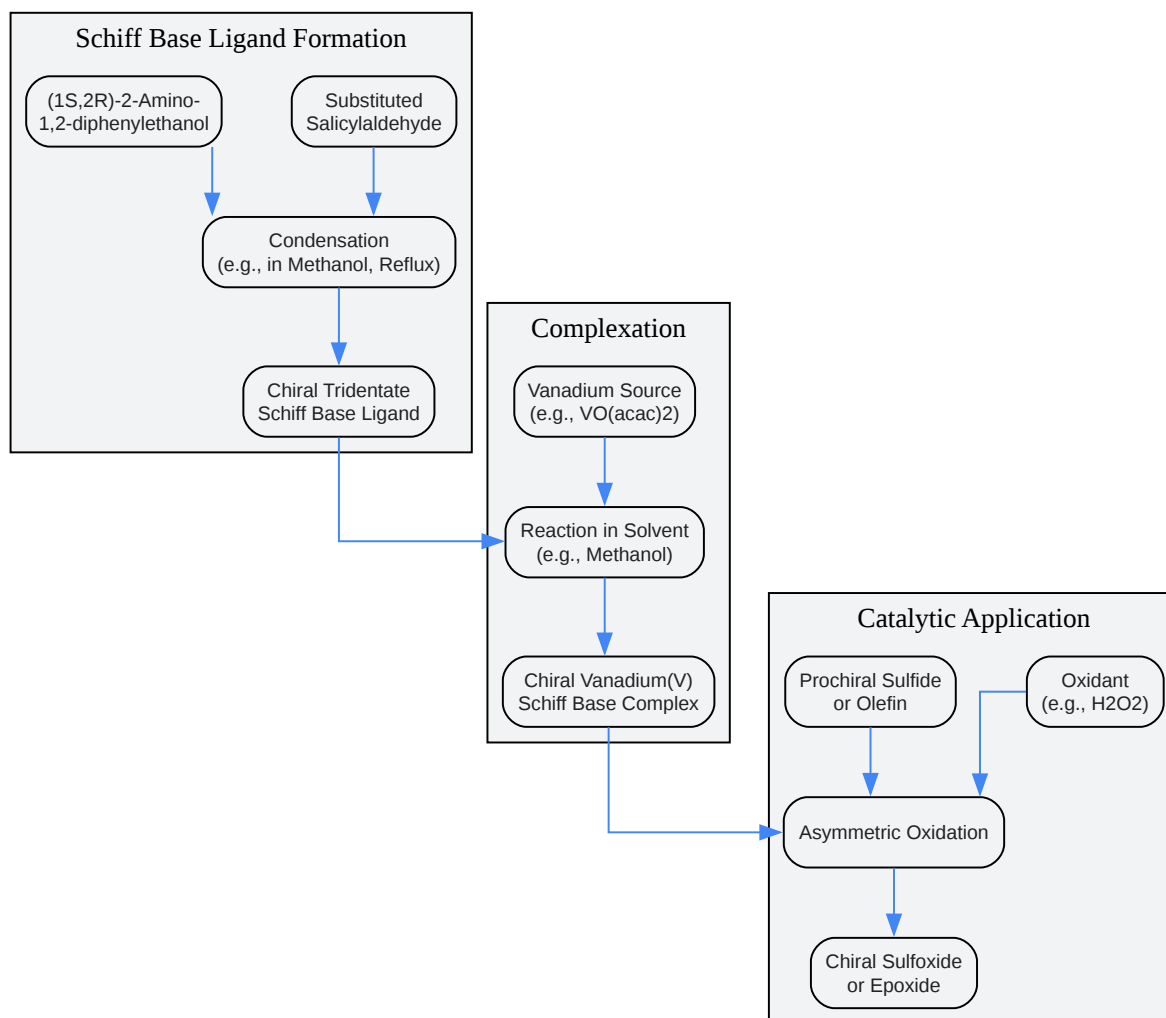 Schiff Base Ligand Formation
(1S,2R)-2-Amino-
1,2-diphenylethanol
Substituted
Salicylaldehyde
Condensation
(e.g., in Methanol, Reflux)
Chiral Tridentate
Schiff Base Ligand
Complexation
Vanadium Source
(e.g., VO(acac)2)
Reaction in Solvent
(e.g., Methanol)
Chiral Vanadium(V)
Schiff Base Complex
Catalytic Application
Prochiral Sulfide
or Olefin
Oxidant
(e.g., H2O2)
Asymmetric Oxidation
Chiral Sulfoxide
or Epoxide